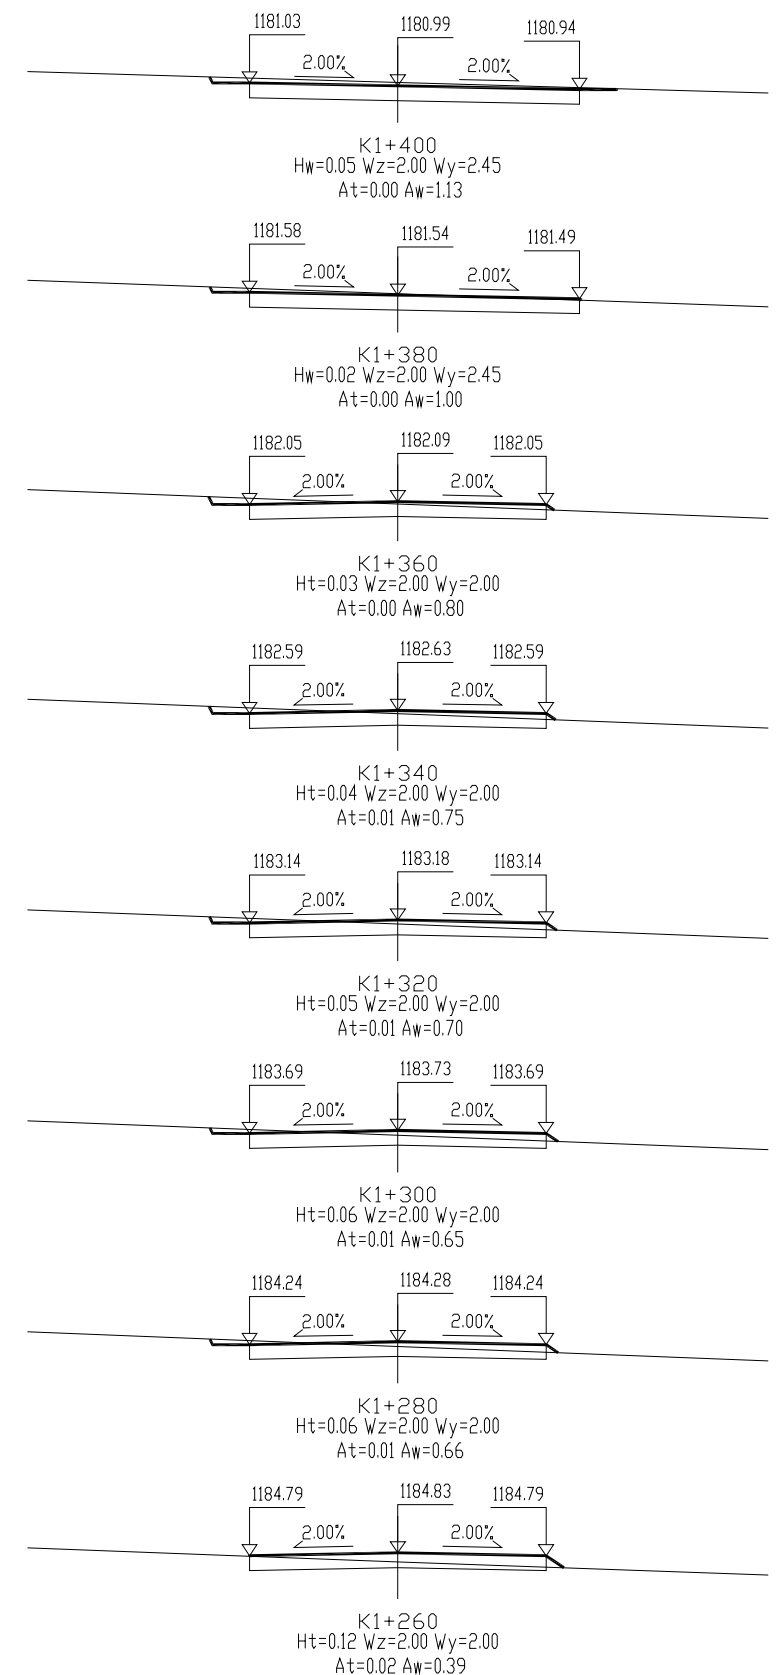 1181.03 1180.99 1180.94
2.00% 2.00%
K1+400
Hw=0.05 Wz=2.00 Wy=2.45
At=0.00 Aw=1.13
1181.58 1181.54 1181.49
2.00% 2.00%
K1+380
Hw=0.02 Wz=2.00 Wy=2.45
At=0.00 Aw=1.00
1182.05 1182.09 1182.05
2.00% 2.00%
K1+360
Ht=0.03 Wz=2.00 Wy=2.00
At=0.00 Aw=0.80
1182.59 1182.63 1182.59
2.00% 2.00%
K1+340
Ht=0.04 Wz=2.00 Wy=2.00
At=0.01 Aw=0.75
1183.14 1183.18 1183.14
2.00% 2.00%
K1+320
Ht=0.05 Wz=2.00 Wy=2.00
At=0.01 Aw=0.70
1183.69 1183.73 1183.69
2.00% 2.00%
K1+300
Ht=0.06 Wz=2.00 Wy=2.00
At=0.01 Aw=0.65
1184.24 1184.28 1184.24
2.00% 2.00%
K1+280
Ht=0.06 Wz=2.00 Wy=2.00
At=0.01 Aw=0.66
1184.79 1184.83 1184.79
2.00% 2.00%
K1+260
Ht=0.12 Wz=2.00 Wy=2.00
At=0.02 Aw=0.39